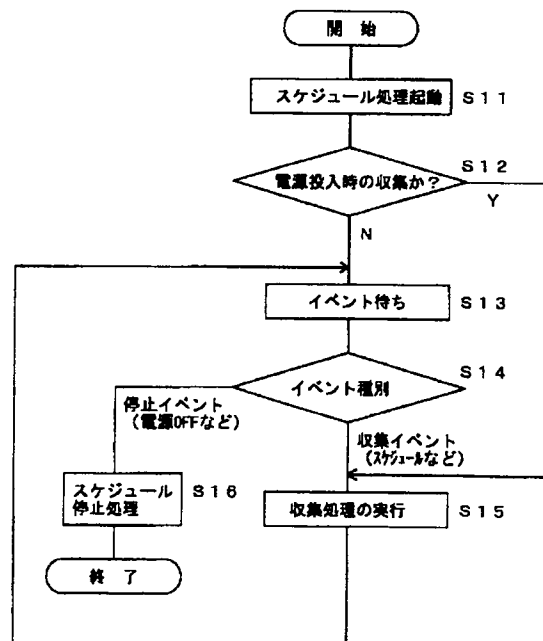 開　始
スケジュール処理起動
S11
電源投入時の収集か？
S12
Y
N
イベント待ち
S13
イベント種別
S14
停止イベント
（電源OFFなど）
収集イベント
（ｽｹｼﾞｭｰﾙなど）
スケジュール
停止処理
S16
収集処理の実行
S15
終　了